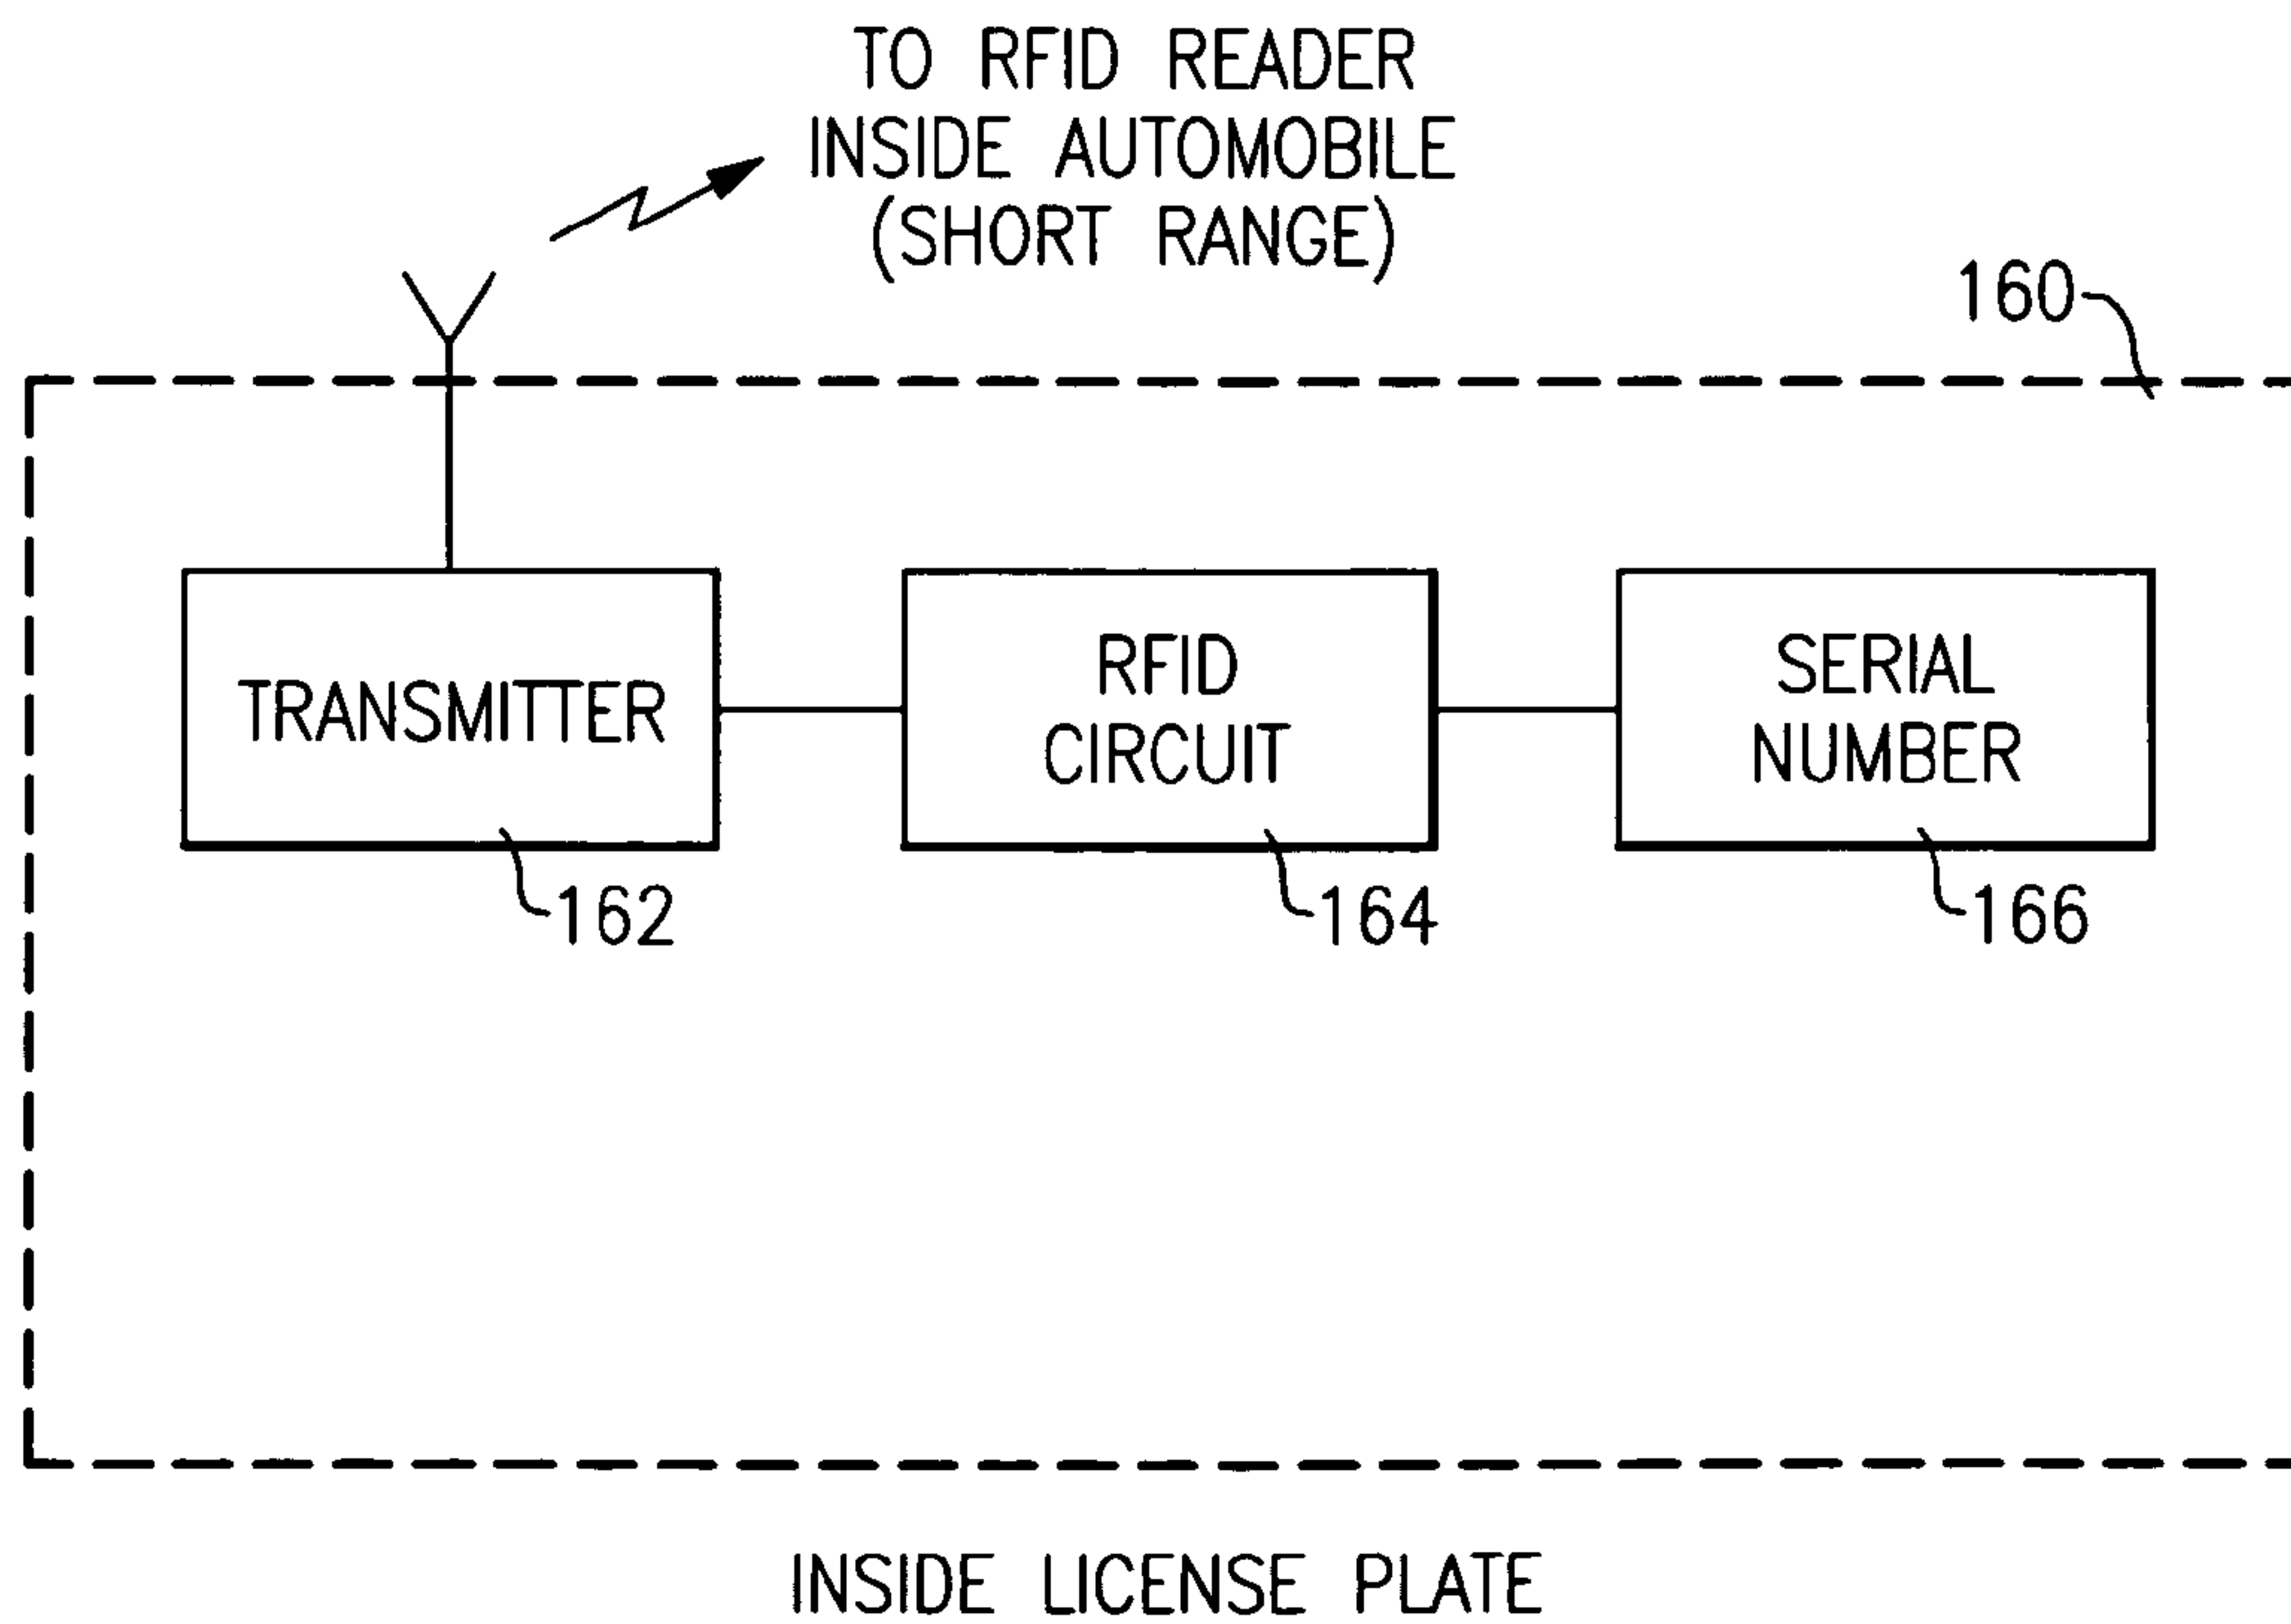 TO RFID READER
INSIDE AUTOMOBILE
(SHORT RANGE)
160
TRANSMITTER
RFID
CIRCUIT
SERIAL
NUMBER
162
164
166
INSIDE LICENSE PLATE